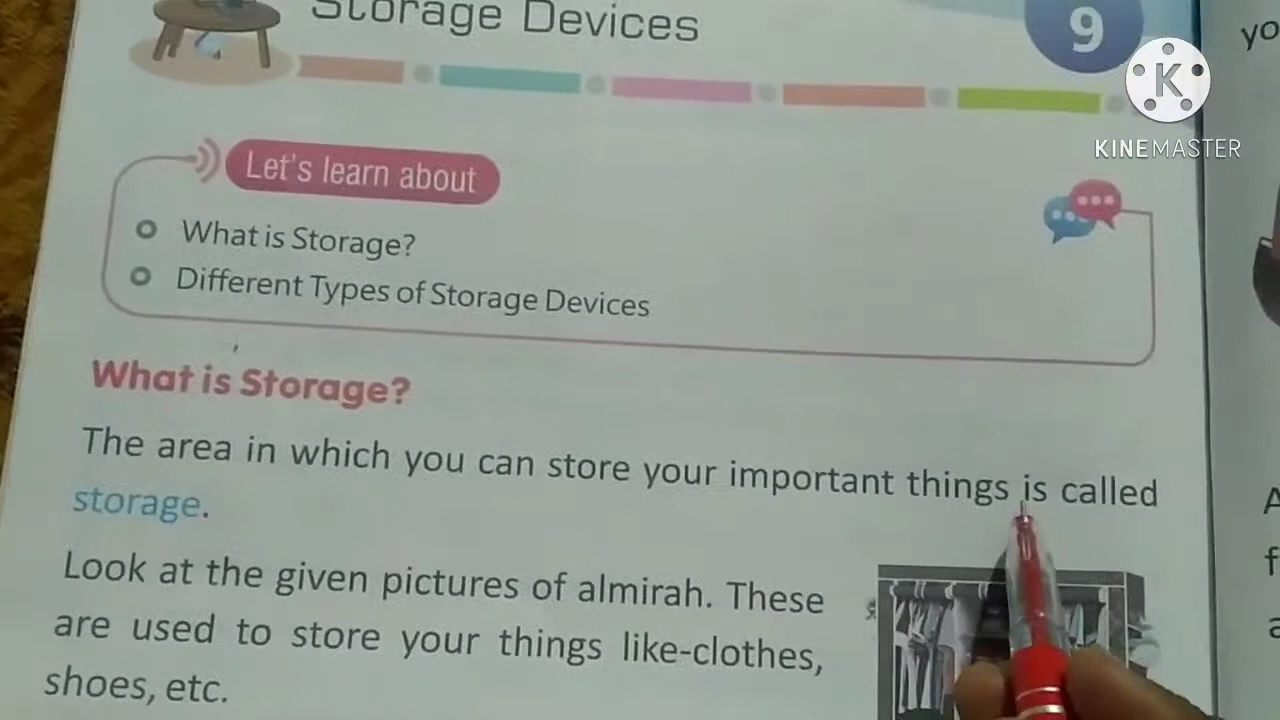 Storage Devices
9
K
KINEMASTER
yo
Let's learn about
What is Storage?
Different Types of Storage Devices
What is Storage?
The area in which you can store your important things is called
storage.
Look at the given pictures of almirah. These
are used to store your things like-clothes,
shoes, etc.
A
f
a